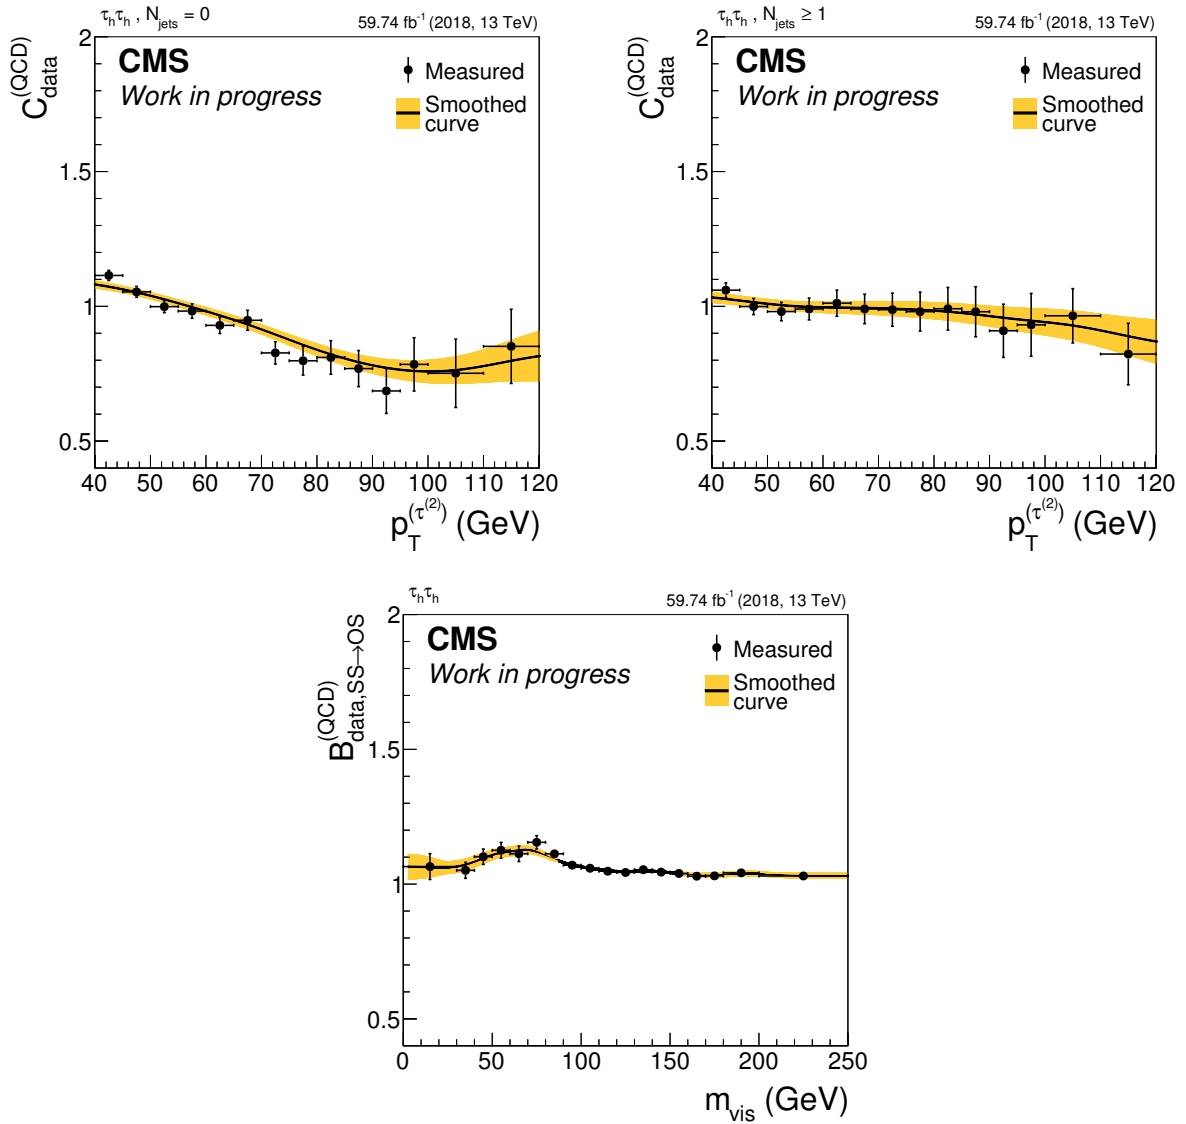 τhτh , Njets = 0
59.74 fb-1 (2018, 13 TeV)
C(QCD)data
2
1.5
1
0.5
CMS
Work in progress
Measured
Smoothed
curve
40 50 60 70 80 90 100 110 120
pT(τ(2)) (GeV)
τhτh , Njets ≥ 1
59.74 fb-1 (2018, 13 TeV)
C(QCD)data
2
1.5
1
0.5
CMS
Work in progress
Measured
Smoothed
curve
40 50 60 70 80 90 100 110 120
pT(τ(2)) (GeV)
τhτh
59.74 fb-1 (2018, 13 TeV)
B(QCD)data,SS→OS
2
1.5
1
0.5
CMS
Work in progress
Measured
Smoothed
curve
0 50 100 150 200 250
mvis (GeV)